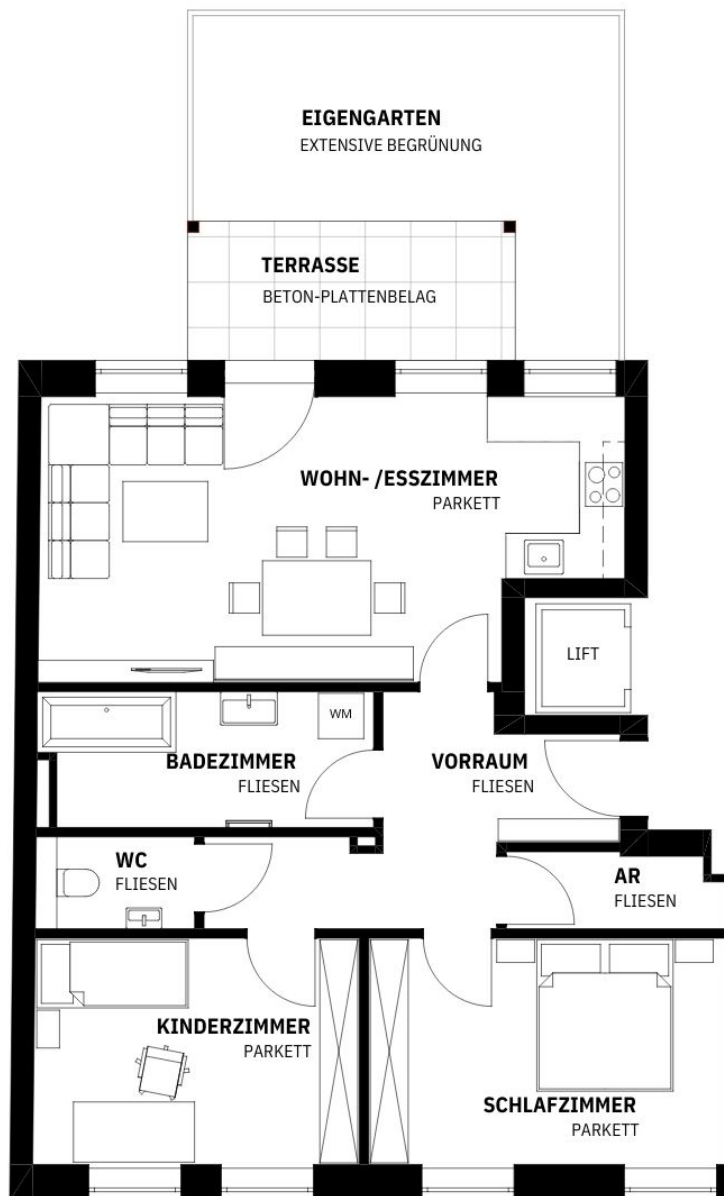 EIGENGARTEN
EXTENSIVE BEGRÜNUNG
TERRASSE
BETON-PLATTENBELAG
WOHN- /ESSZIMMER
PARKETT
LIFT
WM
BADEZIMMER
FLIESEN
VORRAUM
FLIESEN
WC
FLIESEN
AR
FLIESEN
KINDERZIMMER
PARKETT
SCHLAFZIMMER
PARKETT